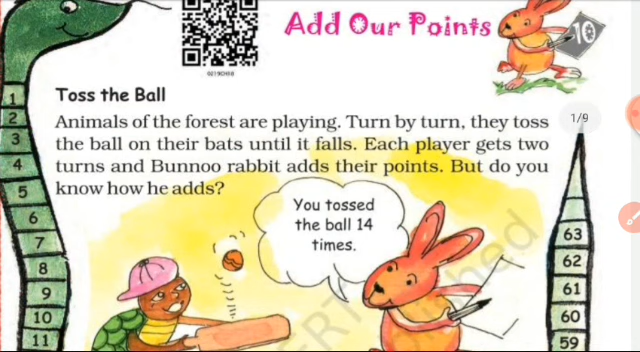 Add Our Points
10
021 9CH68
Toss the Ball
Animals of the forest are playing. Turn by turn, they toss
the ball on their bats until it falls. Each player gets two
turns and Bunnoo rabbit adds their points. But do you
know how he adds?
1/9
You tossed
the ball 14
times.
1
2
3
4
5
6
7
8
9
10
11
63
62
61
60
59